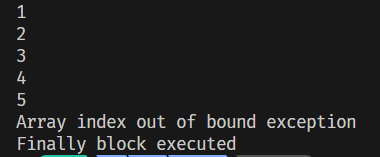 1
2
3
4
5
Array index out of bound exception
Finally block executed